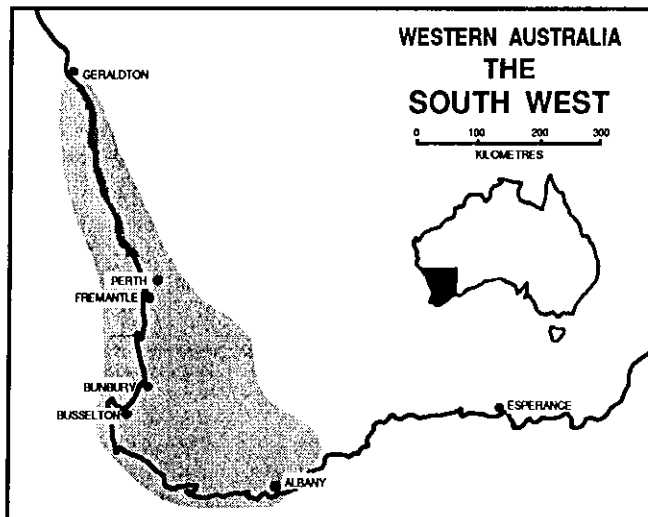 WESTERN AUSTRALIA
THE
SOUTH WEST
0 100 200 300
KILOMETRES
GERALDTON
PERTH
FREMANTLE
BUNBURY
BUSSELTON
ESPERANCE
ALBANY